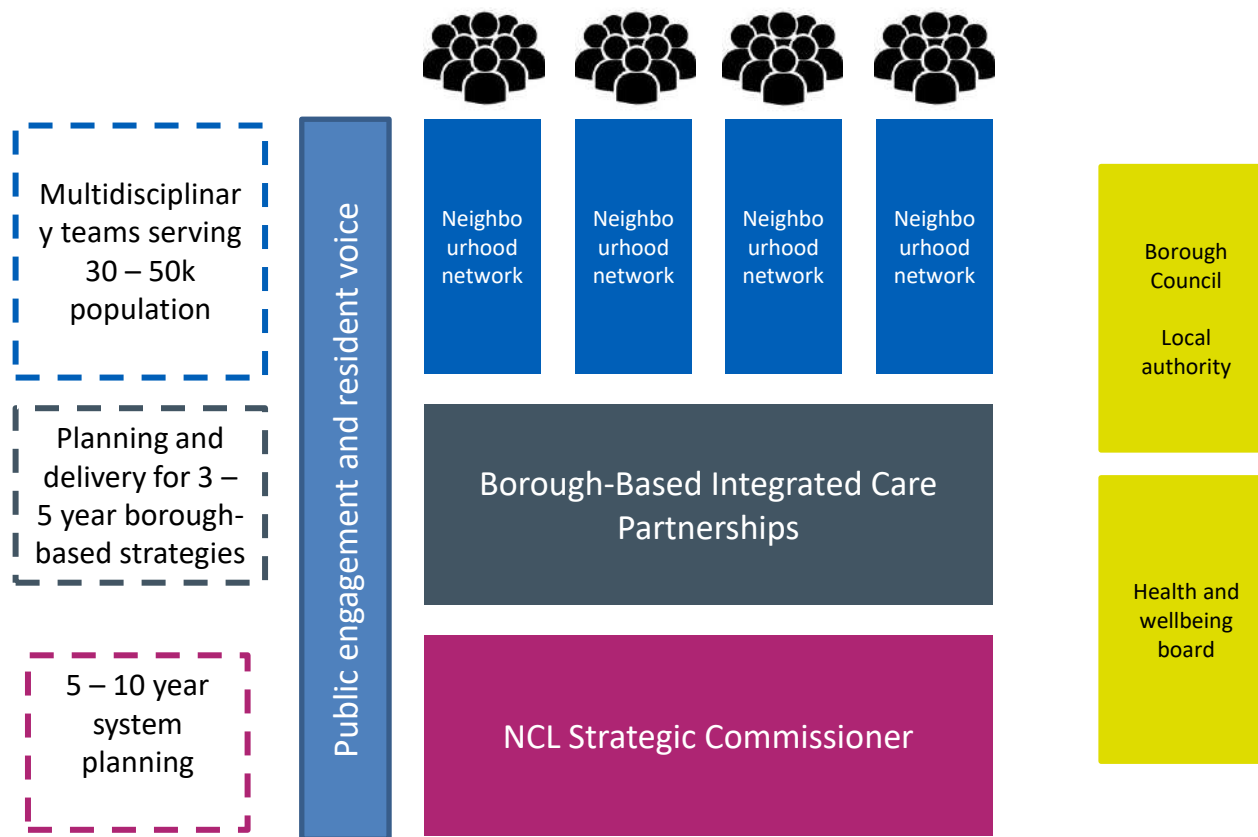 Multidisciplinar
y teams serving
30 – 50k
population
Planning and
delivery for 3 –
5 year borough-
based strategies
5 – 10 year
system
planning
Public engagement and resident voice
Neighbo
urhood
network
Neighbo
urhood
network
Neighbo
urhood
network
Neighbo
urhood
network
Borough-Based Integrated Care
Partnerships
NCL Strategic Commissioner
Borough
Council
Local
authority
Health and
wellbeing
board